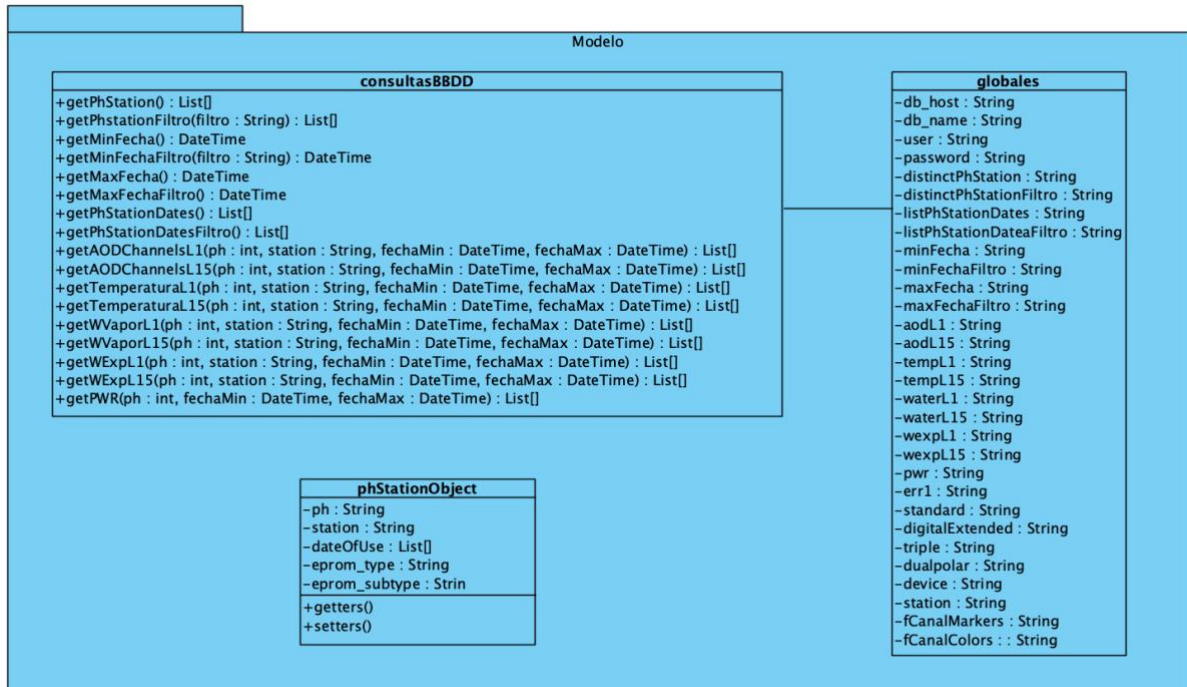 Modelo
consultasBBDD
+getPhStation() : List[]
+getPhstationFiltro(filtro : String) : List[]
+getMinFecha() : DateTime
+getMinFechaFiltro(filtro : String) : DateTime
+getMaxFecha() : DateTime
+getMaxFechaFiltro() : DateTime
+getPhStationDates() : List[]
+getPhStationDatesFiltro() : List[]
+getAODChannelsL1(ph : int, station : String, fechaMin : DateTime, fechaMax : DateTime) : List[]
+getAODChannelsL15(ph : int, station : String, fechaMin : DateTime, fechaMax : DateTime) : List[]
+getTemperaturaL1(ph : int, station : String, fechaMin : DateTime, fechaMax : DateTime) : List[]
+getTemperturaL15(ph : int, station : String, fechaMin : DateTime, fechaMax : DateTime) : List[]
+getWVaporL1(ph : int, station : String, fechaMin : DateTime, fechaMax : DateTime) : List[]
+getWVaporL15(ph : int, station : String, fechaMin : DateTime, fechaMax : DateTime) : List[]
+getWExpL1(ph : int, station : String, fechaMin : DateTime, fechaMax : DateTime) : List[]
+getWExpL15(ph : int, station : String, fechaMin : DateTime, fechaMax : DateTime) : List[]
+getPWR(ph : int, fechaMin : DateTime, fechaMax : DateTime) : List[]
globales
-db_host : String
-db_name : String
-user : String
-password : String
-distinctPhStation : String
-distinctPhStationFiltro : String
-listPhStationDates : String
-listPhStationDateaFiltro : String
-minFecha : String
-minFechaFiltro : String
-maxFecha : String
-maxFechaFiltro : String
-aodL1 : String
-aodL15 : String
-tempL1 : String
-tempL15 : String
-waterL1 : String
-waterL15 : String
-wexpL1 : String
-wexpL15 : String
-pwr : String
-err1 : String
-standard : String
-digitalExtended : String
-triple : String
-dualpolar : String
-device : String
-station : String
-fCanalMarkers : String
-fCanalColors : : String
phStationObject
-ph : String
-station : String
-dateOfUse : List[]
-eprom_type : String
-eprom_subtype : Strin
+getters()
+setters()